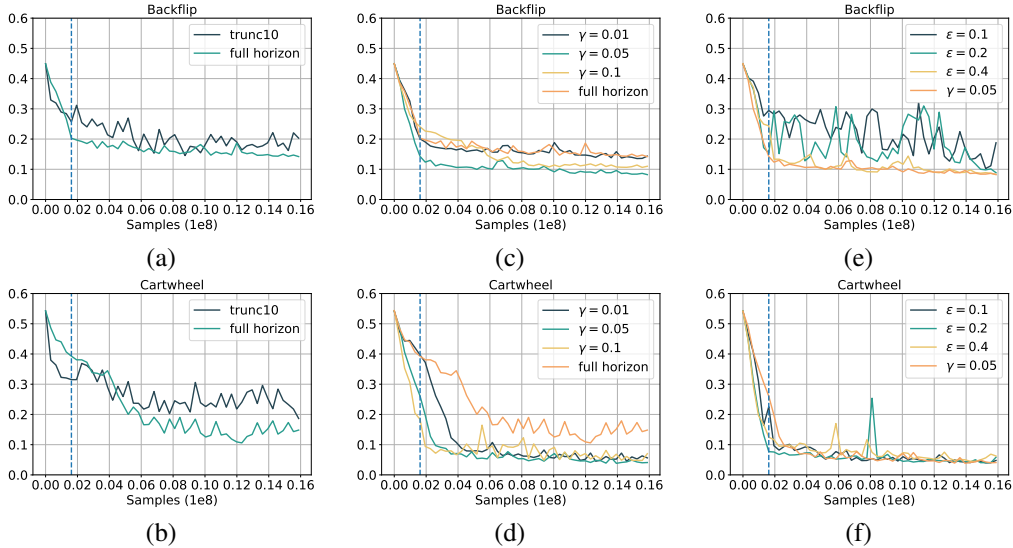 Backflip
0.6
0.5
0.4
0.3
0.2
0.1
0.0
trunc10
full horizon
0.00 0.02 0.04 0.06 0.08 0.10 0.12 0.14 0.16
Samples (1e8)
(a)
Backflip
0.6
0.5
0.4
0.3
0.2
0.1
0.0
γ = 0.01
γ = 0.05
γ = 0.1
full horizon
0.00 0.02 0.04 0.06 0.08 0.10 0.12 0.14 0.16
Samples (1e8)
(c)
Backflip
0.6
0.5
0.4
0.3
0.2
0.1
0.0
ε = 0.1
ε = 0.2
ε = 0.4
γ = 0.05
0.00 0.02 0.04 0.06 0.08 0.10 0.12 0.14 0.16
Samples (1e8)
(e)
Cartwheel
0.6
0.5
0.4
0.3
0.2
0.1
0.0
trunc10
full horizon
0.00 0.02 0.04 0.06 0.08 0.10 0.12 0.14 0.16
Samples (1e8)
(b)
Cartwheel
0.6
0.5
0.4
0.3
0.2
0.1
0.0
γ = 0.01
γ = 0.05
γ = 0.1
full horizon
0.00 0.02 0.04 0.06 0.08 0.10 0.12 0.14 0.16
Samples (1e8)
(d)
Cartwheel
0.6
0.5
0.4
0.3
0.2
0.1
0.0
ε = 0.1
ε = 0.2
ε = 0.4
γ = 0.05
0.00 0.02 0.04 0.06 0.08 0.10 0.12 0.14 0.16
Samples (1e8)
(f)